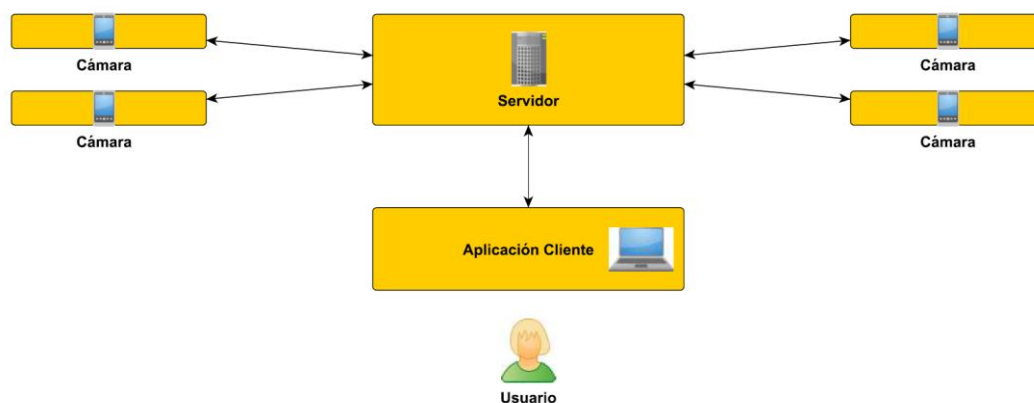 Cámara
Servidor
Cámara
Cámara
Cámara
Aplicación Cliente
Usuario